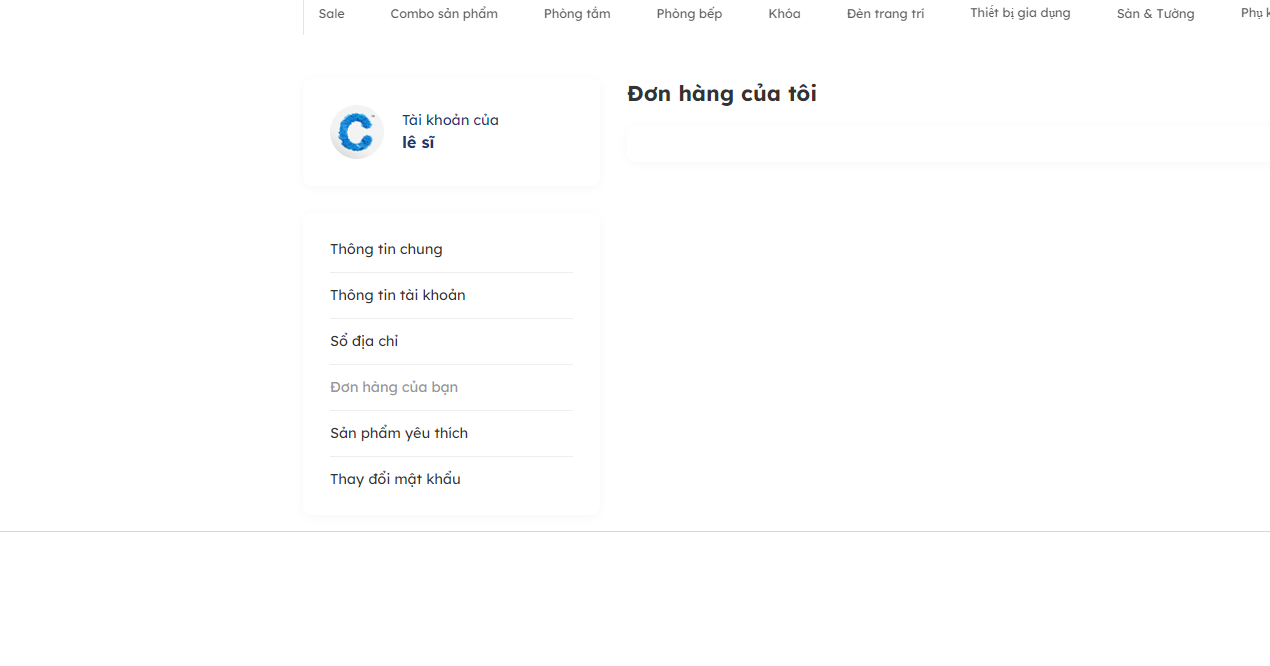 Sale Combo sản phẩm Phòng tắm Phòng bếp Khóa Đèn trang trí Thiết bị gia dụng Sàn & Tường Phụ k
Đơn hàng của tôi
C
Tài khoản của
lê sĩ
Thông tin chung
Thông tin tài khoản
Sổ địa chỉ
Đơn hàng của bạn
Sản phẩm yêu thích
Thay đổi mật khẩu